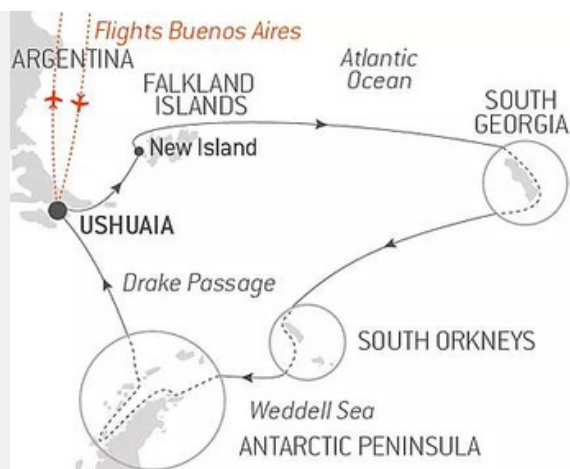 Flights Buenos Aires
ARGENTINA
Atlantic
Ocean
FALKLAND
ISLANDS
SOUTH
GEORGIA
New Island
USHUAIA
Drake Passage
SOUTH ORKNEYS
Weddell Sea
ANTARCTIC PENINSULA